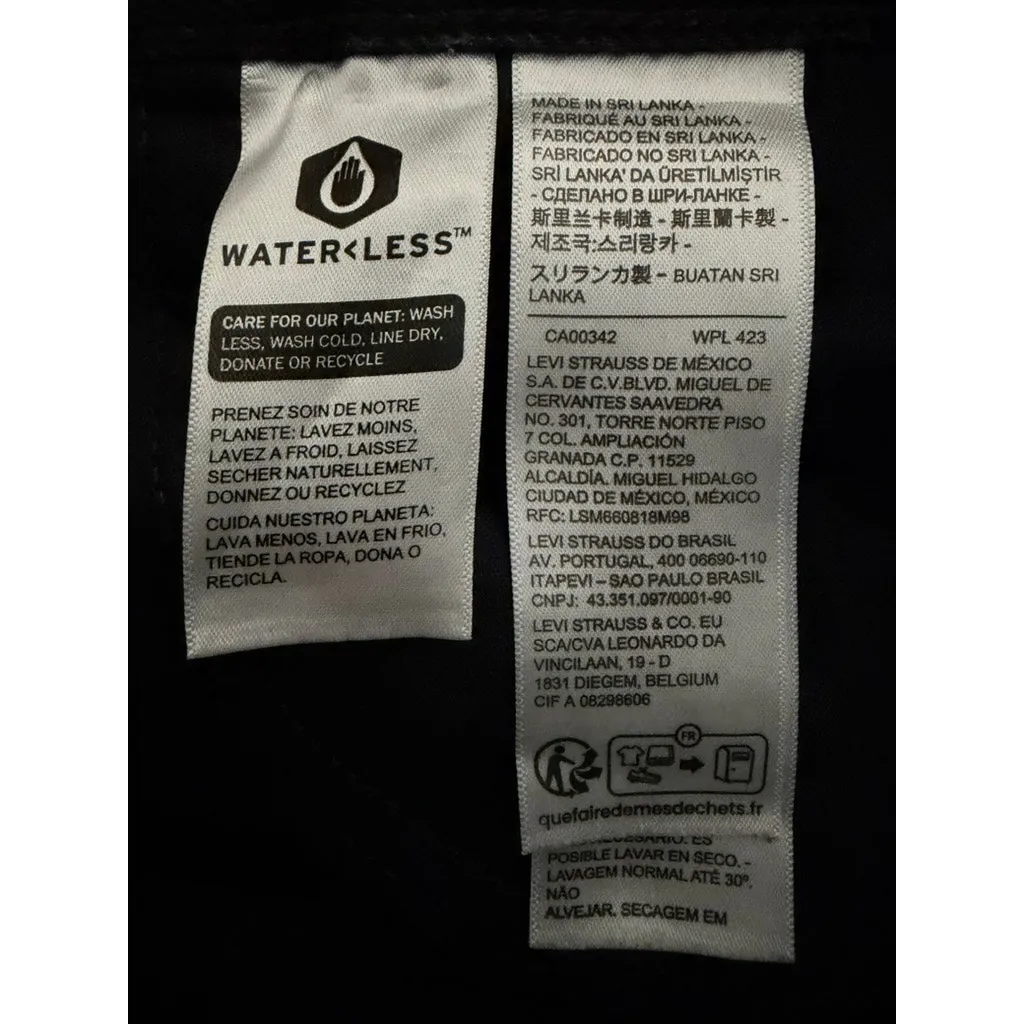 WATER<LESS™
CARE FOR OUR PLANET: WASH
LESS, WASH COLD, LINE DRY,
DONATE OR RECYCLE
PRENEZ SOIN DE NOTRE
PLANETE: LAVEZ MOINS,
LAVEZ A FROID, LAISSEZ
SECHER NATURELLEMENT,
DONNEZ OU RECYCLEZ
CUIDA NUESTRO PLANETA:
LAVA MENOS, LAVA EN FRIO,
TIENDE LA ROPA, DONA O
RECICLA.
MADE IN SRI LANKA -
FABRIQUÉ AU SRI LANKA -
FABRICADO EN SRI LANKA -
FABRICADO NO SRI LANKA -
SRİ LANKA' DA ÜRETİLMİŞTİR
- СДЕЛАНО В ШРИ-ЛАНКЕ -
斯里兰卡制造 - 斯里蘭卡製 -
제조국:스리랑카 -
スリランカ製 - BUATAN SRI
LANKA
CA00342 WPL 423
LEVI STRAUSS DE MÉXICO
S.A. DE C.V.BLVD. MIGUEL DE
CERVANTES SAAVEDRA
NO. 301, TORRE NORTE PISO
7 COL. AMPLIACIÓN
GRANADA C.P. 11529
ALCALDÍA. MIGUEL HIDALGO
CIUDAD DE MÉXICO, MÉXICO
RFC: LSM660818M98
LEVI STRAUSS DO BRASIL
AV. PORTUGAL, 400 06690-110
ITAPEVI – SAO PAULO BRASIL
CNPJ: 43.351.097/0001-90
LEVI STRAUSS & CO. EU
SCA/CVA LEONARDO DA
VINCILAAN, 19 - D
1831 DIEGEM, BELGIUM
CIF A 08298606
FR
quefairedemesdechets.fr
ES
POSIBLE LAVAR EN SECO. -
LAVAGEM NORMAL ATÉ 30º,
NÃO
ALVEJAR. SECAGEM EM